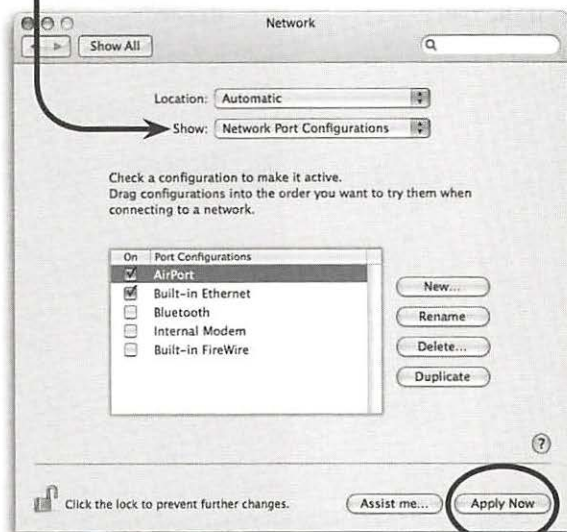 Network
Show All
Location: Automatic
Show: Network Port Configurations
Check a configuration to make it active.
Drag configurations into the order you want to try them when
connecting to a network.
On Port Configurations
AirPort
Built-in Ethernet
Bluetooth
Internal Modem
Built-in FireWire
New...
Rename
Delete...
Duplicate
?
Click the lock to prevent further changes.
Assist me...
Apply Now